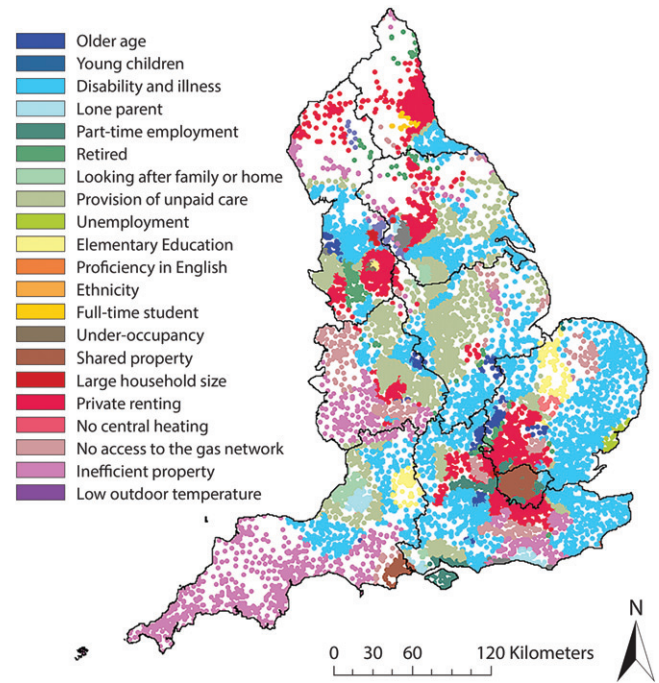 Older age
Young children
Disability and illness
Lone parent
Part-time employment
Retired
Looking after family or home
Provision of unpaid care
Unemployment
Elementary Education
Proficiency in English
Ethnicity
Full-time student
Under-occupancy
Shared property
Large household size
Private renting
No central heating
No access to the gas network
Inefficient property
Low outdoor temperature
N
0 30 60 120 Kilometers